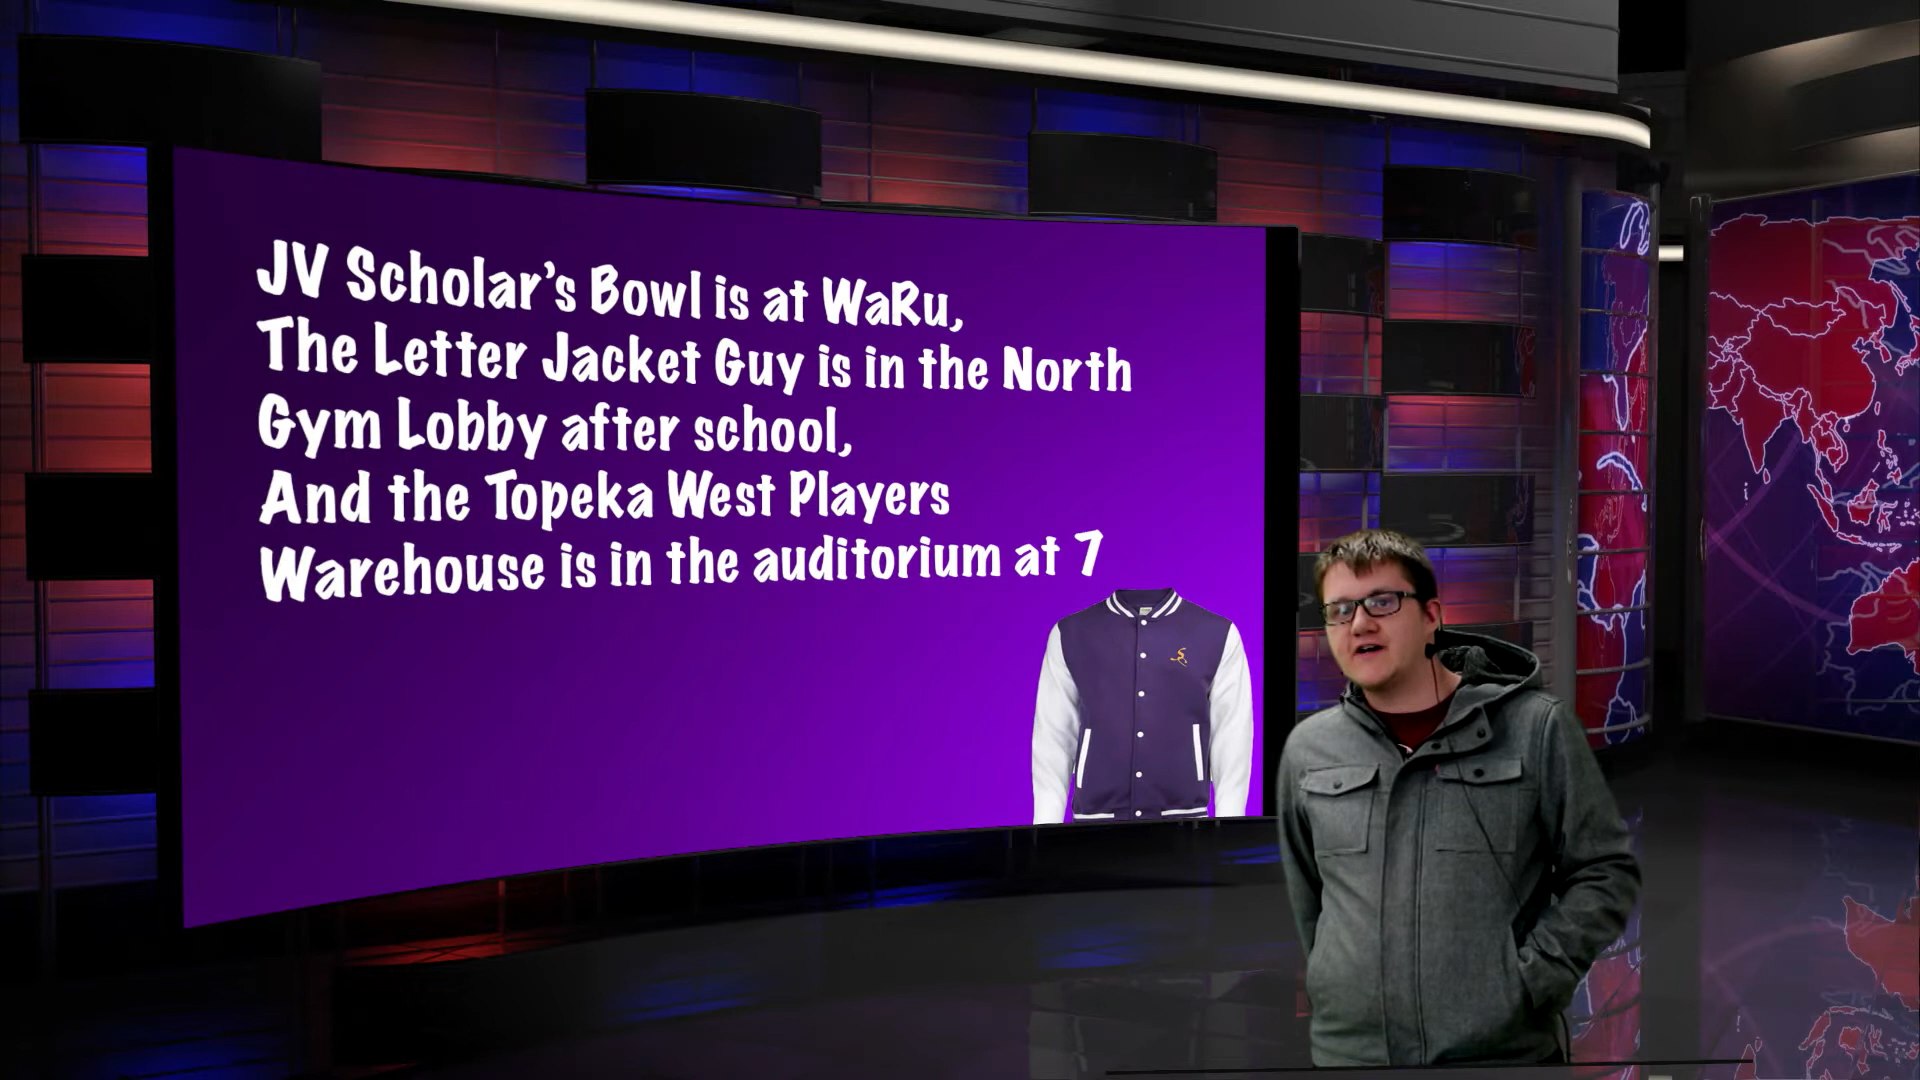 JV Scholar's Bowl is at WaRu,
The Letter Jacket Guy is in the North
Gym Lobby after school,
And the Topeka West Players
Warehouse is in the auditorium at 7